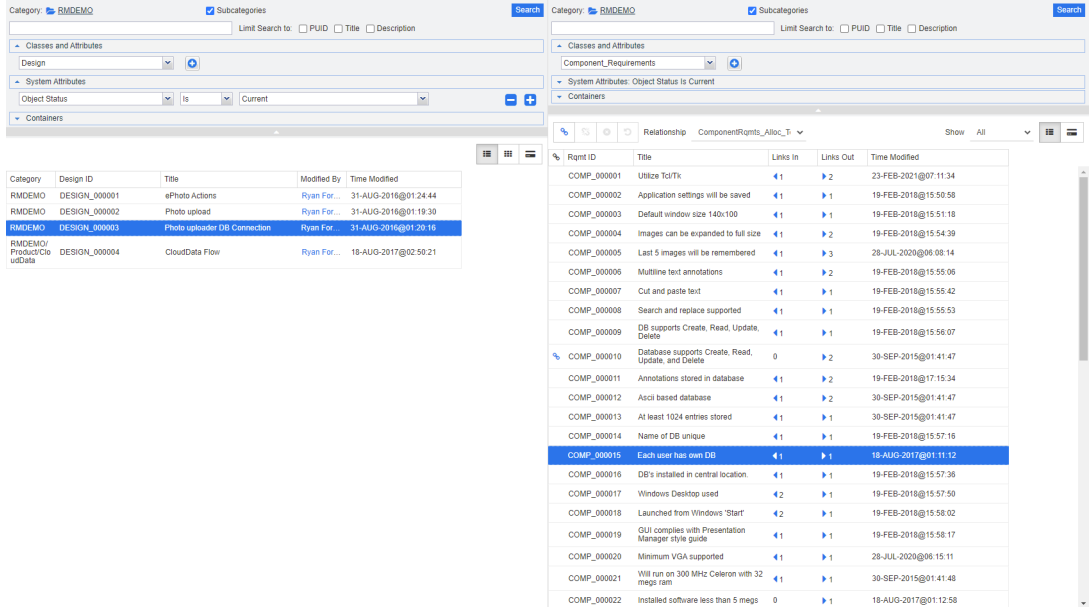 Category: RMDEMO Subcategories Search
Limit Search to: PUID Title Description
Classes and Attributes
Design
System Attributes
Object Status Is Current
Containers
Category Design ID Title Modified By Time Modified
RMDEMO DESIGN_000001 ePhoto Actions Ryan For... 31-AUG-2016@01:24:44
RMDEMO DESIGN_000002 Photo upload Ryan For... 31-AUG-2016@01:19:30
RMDEMO DESIGN_000003 Photo uploader DB Connection Ryan For... 31-AUG-2016@01:20:16
RMDEMO/
Product/Clo
udData DESIGN_000004 CloudData Flow Ryan For... 18-AUG-2017@02:50:21
Category: RMDEMO Subcategories Search
Limit Search to: PUID Title Description
Classes and Attributes
Component_Requirements
System Attributes: Object Status Is Current
Containers
Relationship ComponentRqmts_Alloc_T Show All
Rqmt ID Title Links In Links Out Time Modified
COMP_000001 Utilize Tcl/Tk 1 2 23-FEB-2021@07:11:34
COMP_000002 Application settings will be saved 1 1 19-FEB-2018@15:50:58
COMP_000003 Default window size 140x100 1 1 19-FEB-2018@15:51:18
COMP_000004 Images can be expanded to full size 1 2 19-FEB-2018@15:54:39
COMP_000005 Last 5 images will be remembered 1 3 28-JUL-2020@06:08:14
COMP_000006 Multiline text annotations 1 2 19-FEB-2018@15:55:06
COMP_000007 Cut and paste text 1 1 19-FEB-2018@15:55:42
COMP_000008 Search and replace supported 1 1 19-FEB-2018@15:55:53
COMP_000009 DB supports Create, Read, Update,
Delete 1 1 19-FEB-2018@15:56:07
COMP_000010 Database supports Create, Read,
Update, and Delete 0 2 30-SEP-2015@01:41:47
COMP_000011 Annotations stored in database 1 2 19-FEB-2018@17:15:34
COMP_000012 Ascii based database 1 2 30-SEP-2015@01:41:47
COMP_000013 At least 1024 entries stored 1 1 30-SEP-2015@01:41:47
COMP_000014 Name of DB unique 1 1 19-FEB-2018@15:57:16
COMP_000015 Each user has own DB 1 1 18-AUG-2017@01:11:12
COMP_000016 DB's installed in central location. 1 1 19-FEB-2018@15:57:36
COMP_000017 Windows Desktop used 2 1 19-FEB-2018@15:57:50
COMP_000018 Launched from Windows 'Start' 2 1 19-FEB-2018@15:58:02
COMP_000019 GUI complies with Presentation
Manager style guide 1 1 19-FEB-2018@15:58:17
COMP_000020 Minimum VGA supported 1 1 28-JUL-2020@06:15:11
COMP_000021 Will run on 300 MHz Celeron with 32
megs ram 1 1 30-SEP-2015@01:41:48
COMP_000022 Installed software less than 5 megs 0 1 18-AUG-2017@01:12:58